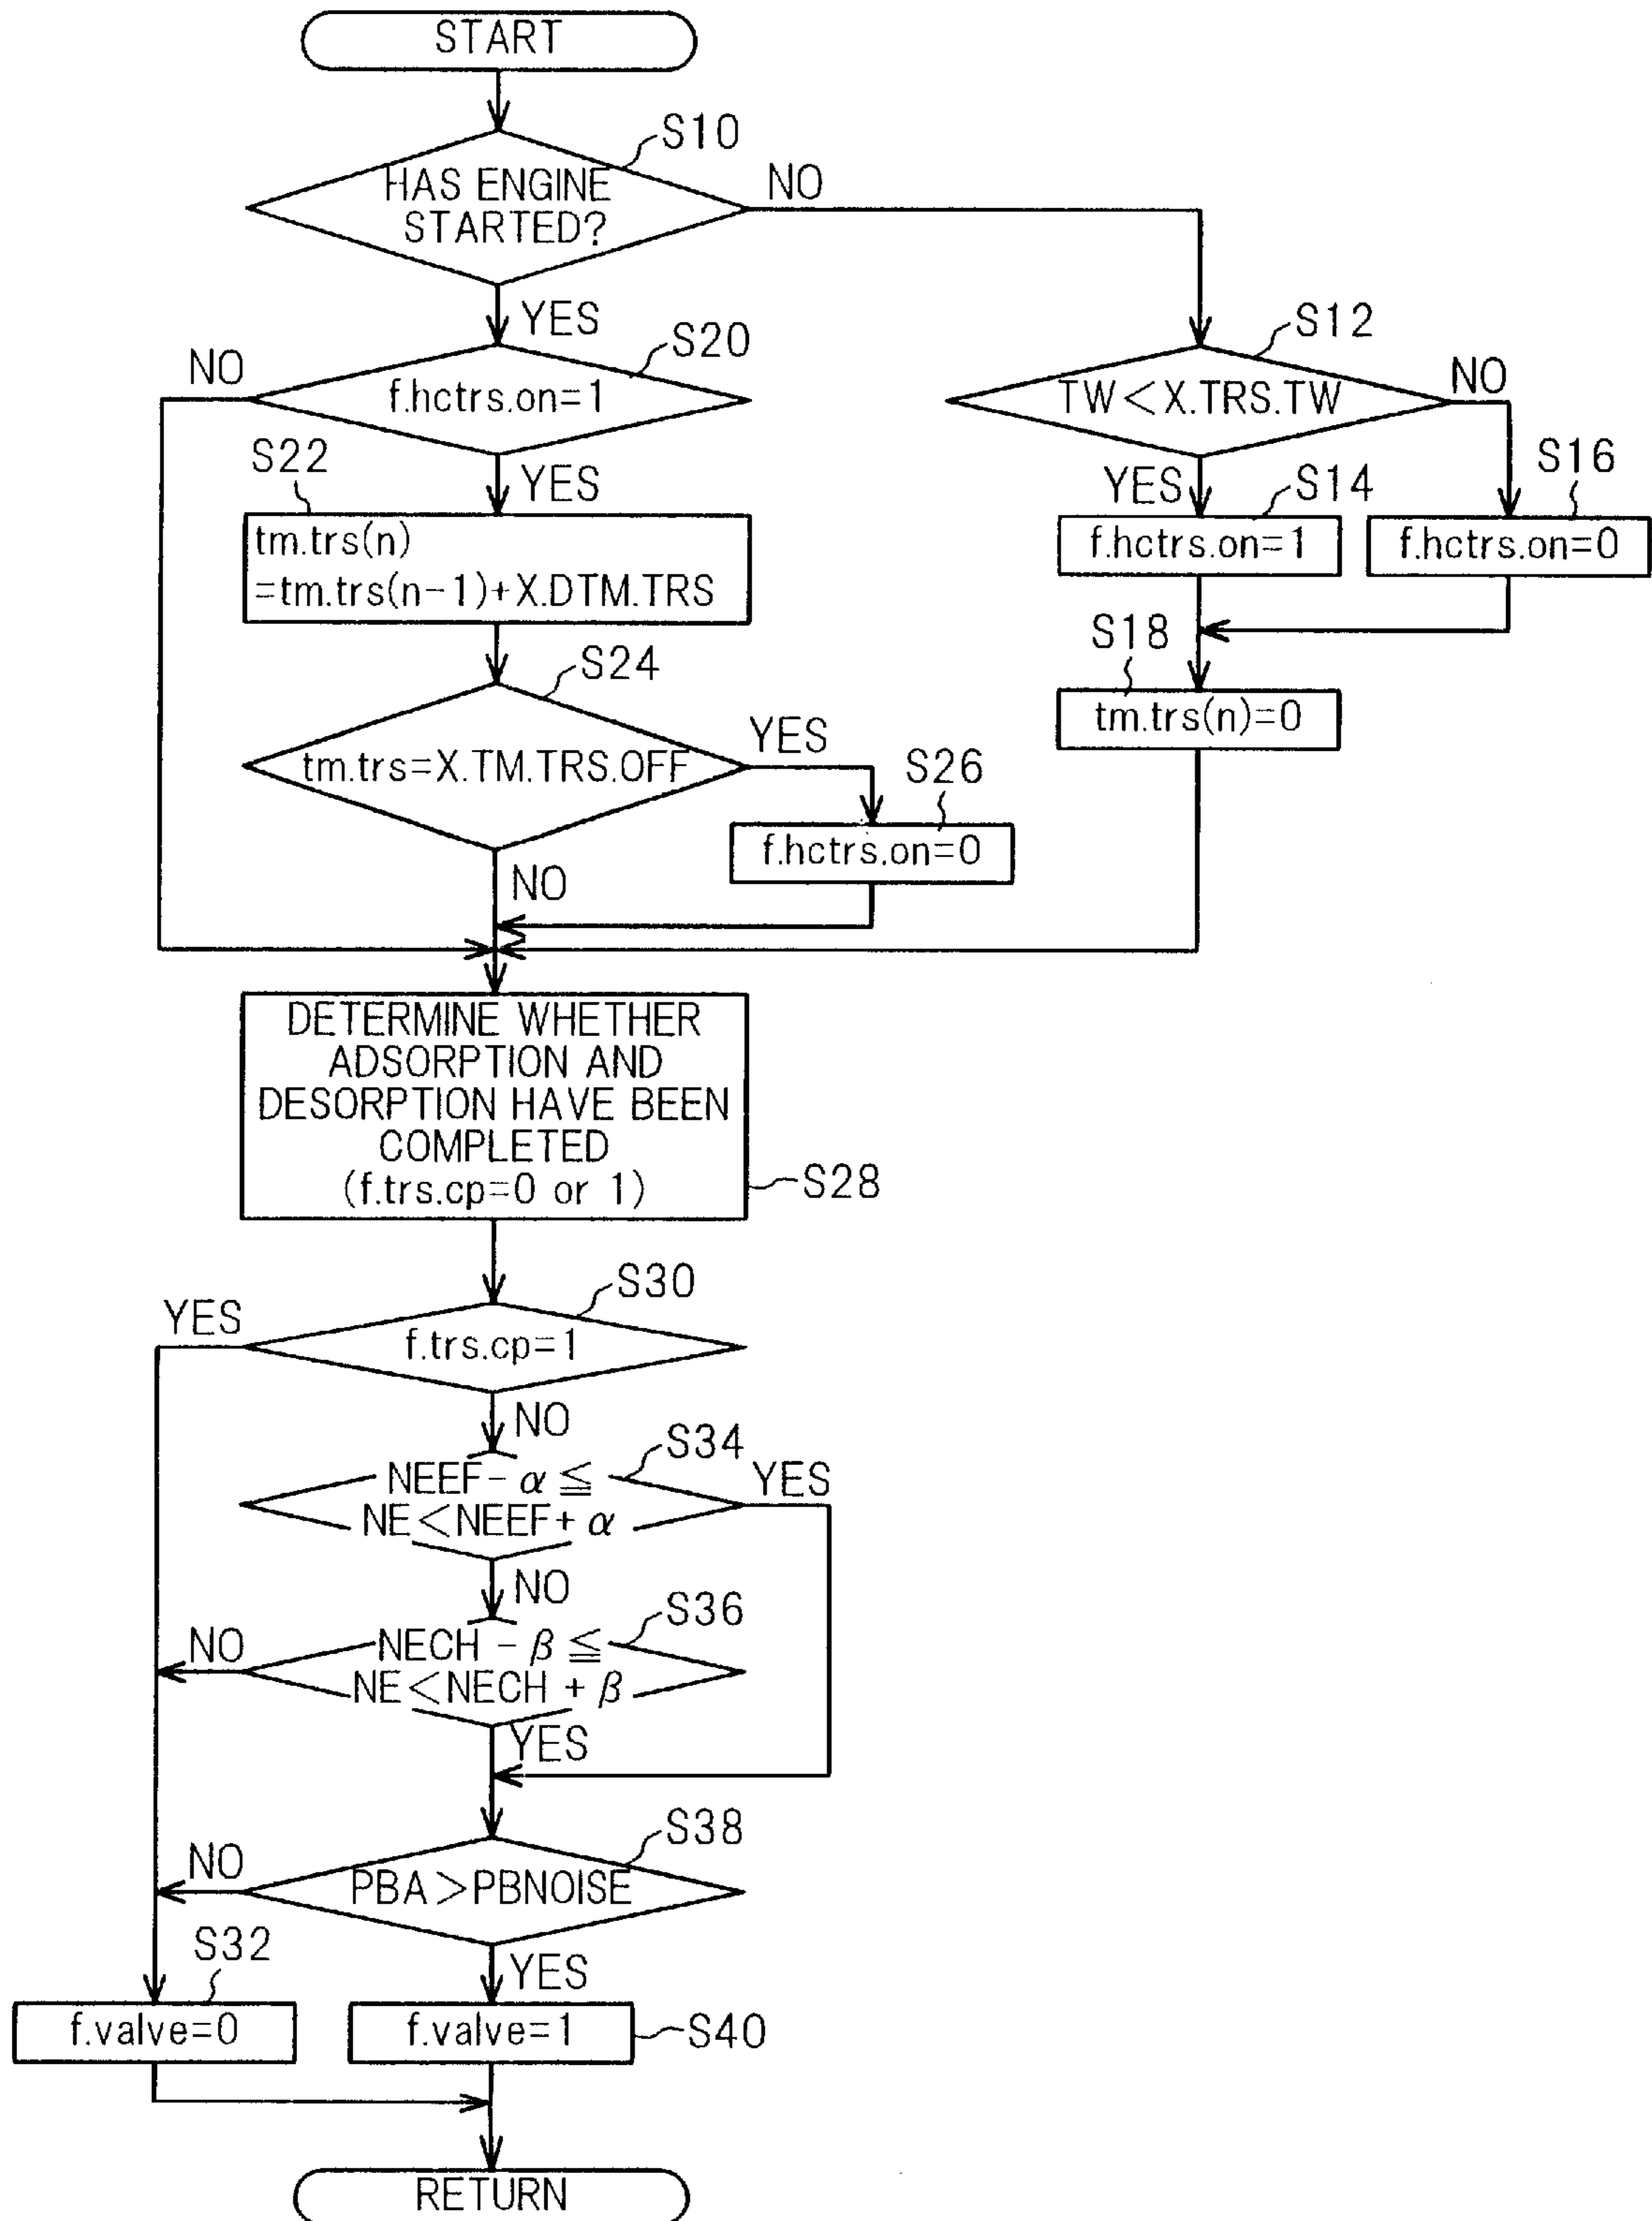 START
S10
HAS ENGINE
STARTED?
NO
YES
S20
NO
f.hctrs.on=1
S12
TW<X.TRS.TW
NO
S22
YES
tm.trs(n)
=tm.trs(n-1)+X.DTM.TRS
YES
S14
S16
f.hctrs.on=1
f.hctrs.on=0
S18
tm.trs(n)=0
S24
tm.trs=X.TM.TRS.OFF
YES
S26
f.hctrs.on=0
NO
DETERMINE WHETHER
ADSORPTION AND
DESORPTION HAVE BEEN
COMPLETED
(f.trs.cp=0 or 1)
S28
S30
YES
f.trs.cp=1
NO
S34
NEEF-α≦
NE<NEEF+α
YES
NO
S36
NECH-β≦
NE<NECH+β
NO
YES
S38
NO
PBA>PBNOISE
S32
YES
f.valve=0
f.valve=1
S40
RETURN